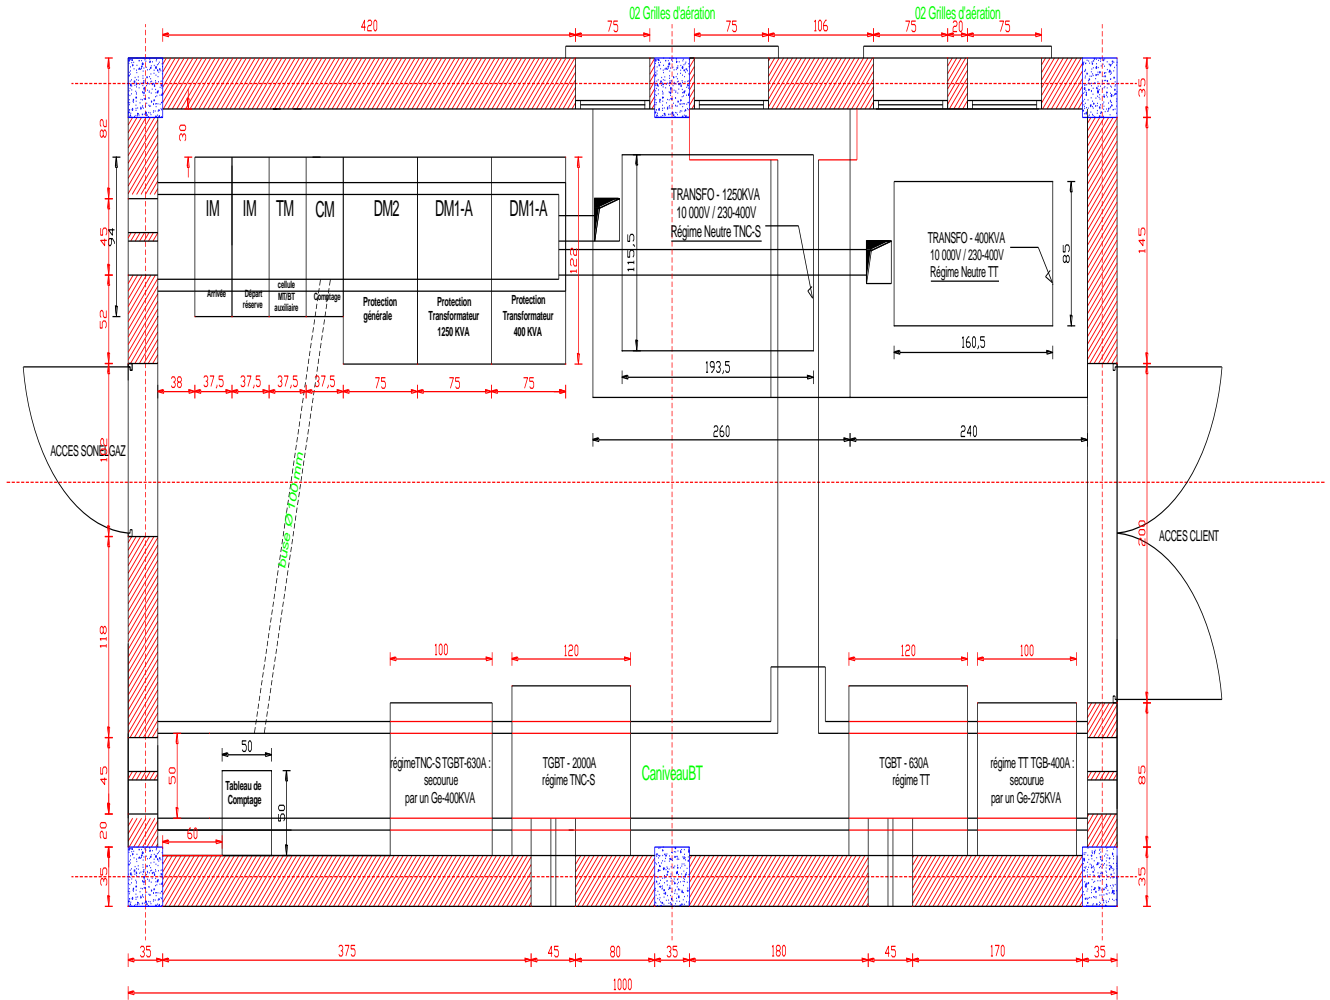 02 Grilles d'aération
02 Grilles d'aération
420
75
75
106
75
20
75
35
82
30
45
94
52
145
IM
IM
TM
CM
DM2
DM1-A
DM1-A
Arrivée
Départ
réserve
cellule
MT/BT
auxiliaire
Comptage
Protection
générale
Protection
Transformateur
1250 KVA
Protection
Transformateur
400 KVA
122
115,5
TRANSFO - 1250KVA
10 000V / 230-400V
Régime Neutre TNC-S
TRANSFO - 400KVA
10 000V / 230-400V
Régime Neutre TT
85
160,5
193,5
38
37,5
37,5
37,5
37,5
75
75
75
260
240
ACCES SONELGAZ
buse Ø 100 mm
200
ACCES CLIENT
118
100
120
120
100
50
45
50
20
60
50
Tableau de
Comptage
régimeTNC-S TGBT-630A :
secourue
par un Ge-400KVA
TGBT - 2000A
régime TNC-S
CaniveauBT
TGBT - 630A
régime TT
régime TT TGB-400A :
secourue
par un Ge-275KVA
85
35
35
35
375
45
80
35
180
45
170
35
1000